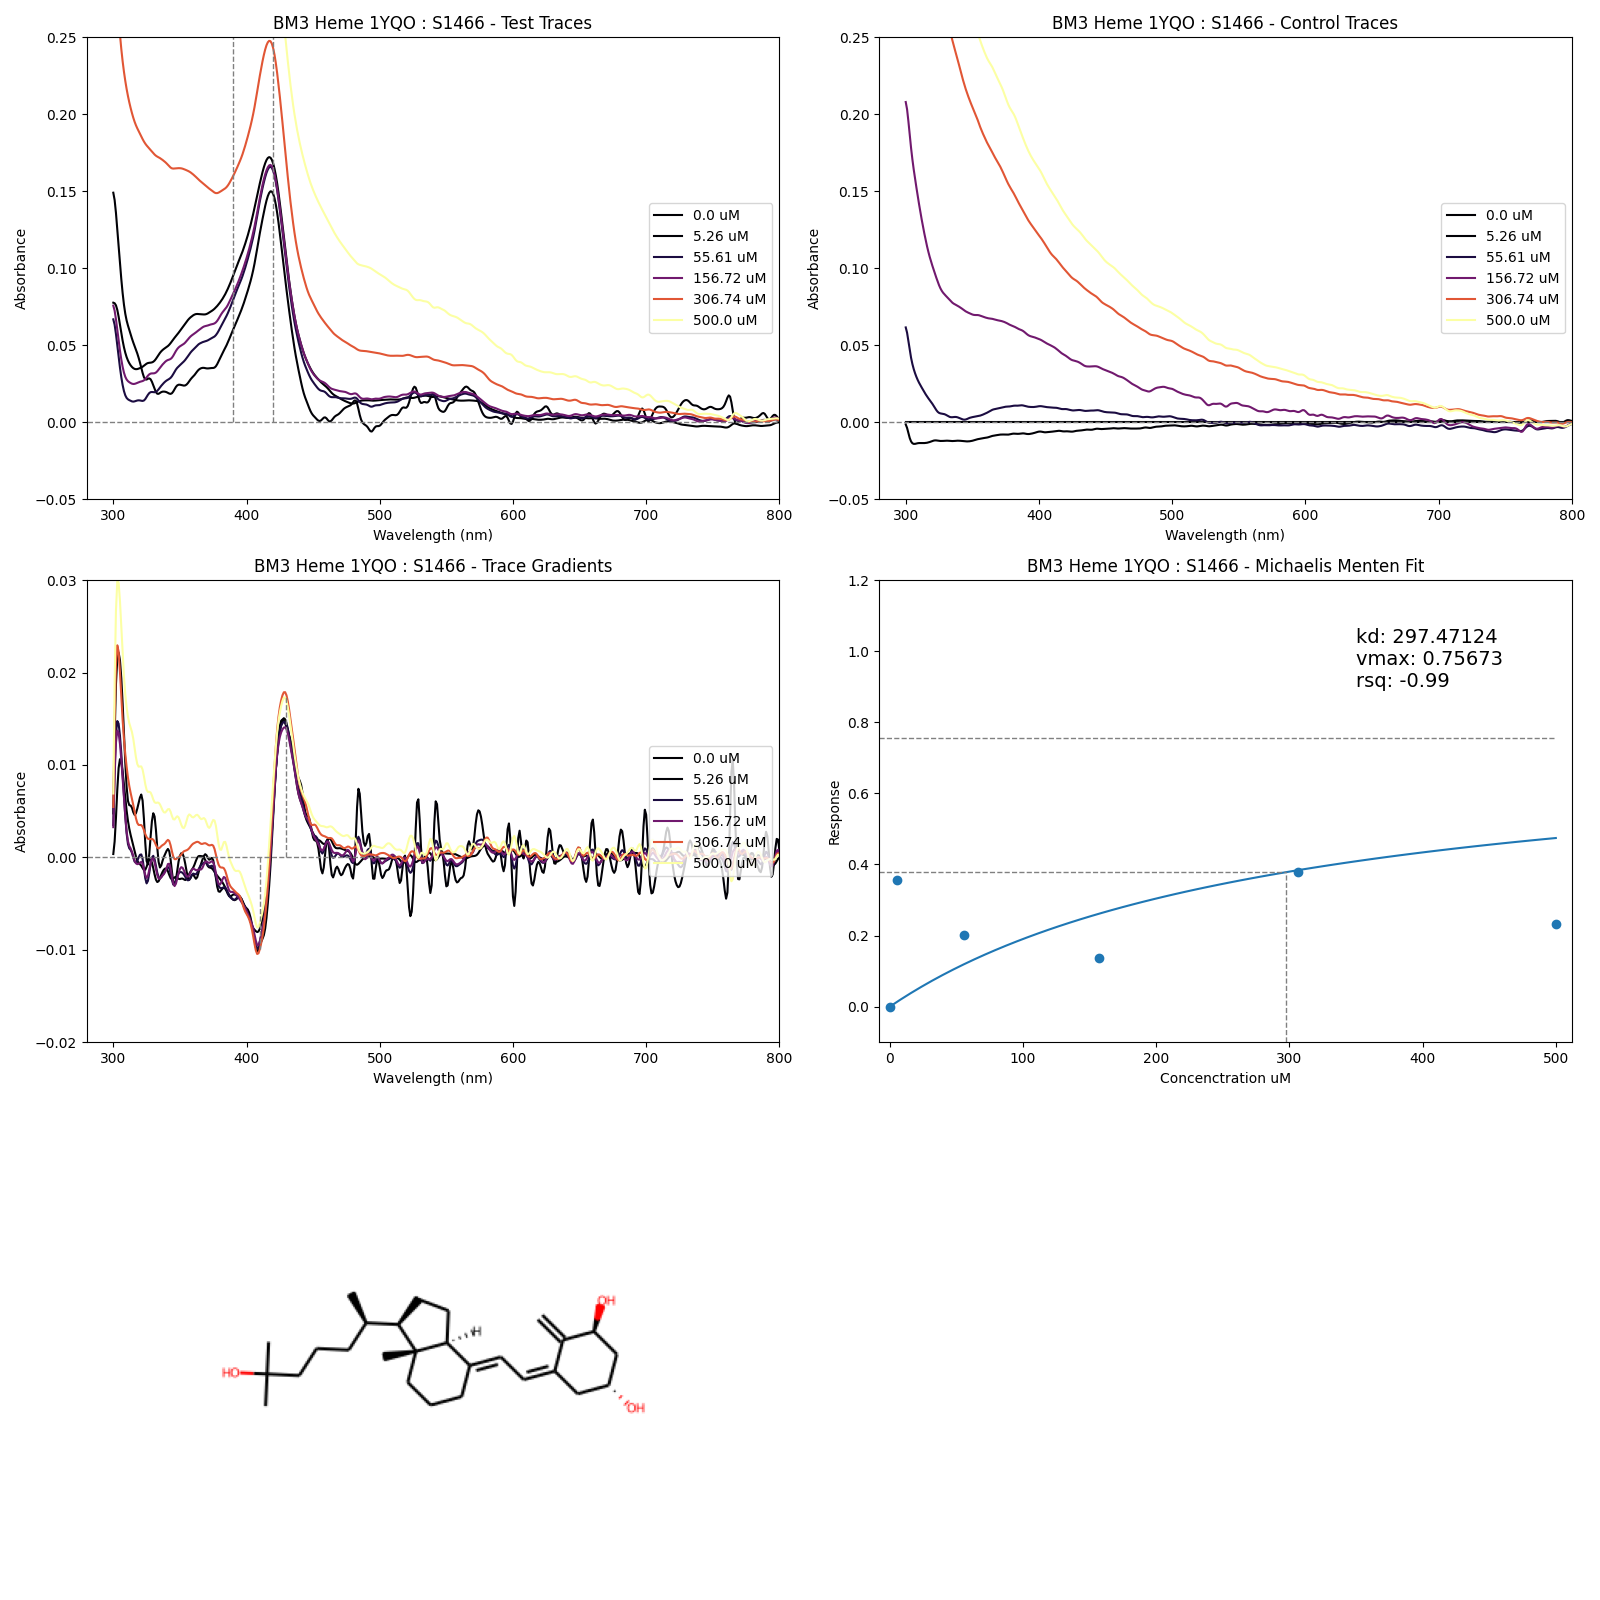 BM3 Heme 1YQO : S1466 - Test Traces
0.25
0.20
0.15
0.10
0.05
0.00
−0.05
Absorbance
300 400 500 600 700 800
Wavelength (nm)
0.0 uM
5.26 uM
55.61 uM
156.72 uM
306.74 uM
500.0 uM
BM3 Heme 1YQO : S1466 - Control Traces
0.25
0.20
0.15
0.10
0.05
0.00
−0.05
Absorbance
300 400 500 600 700 800
Wavelength (nm)
0.0 uM
5.26 uM
55.61 uM
156.72 uM
306.74 uM
500.0 uM
BM3 Heme 1YQO : S1466 - Trace Gradients
0.03
0.02
0.01
0.00
−0.01
−0.02
Absorbance
300 400 500 600 700 800
Wavelength (nm)
0.0 uM
5.26 uM
55.61 uM
156.72 uM
306.74 uM
500.0 uM
BM3 Heme 1YQO : S1466 - Michaelis Menten Fit
1.2
1.0
0.8
0.6
0.4
0.2
0.0
Response
0 100 200 300 400 500
Concenctration uM
kd: 297.47124
vmax: 0.75673
rsq: -0.99
OH
H
HO
OH